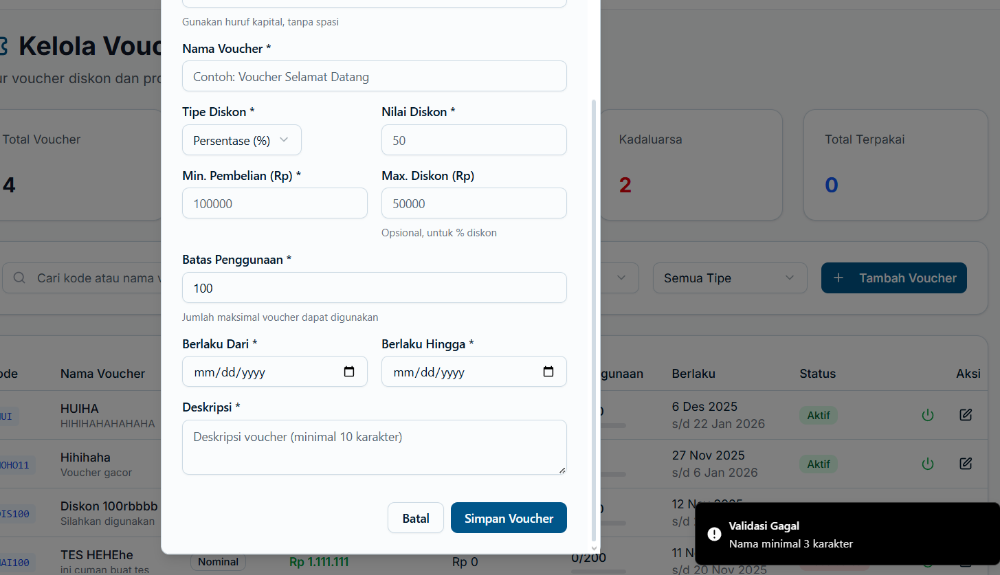 Gunakan huruf kapital, tanpa spasi
Kelola Vouc
ur voucher diskon dan pro
Nama Voucher *
Contoh: Voucher Selamat Datang
Tipe Diskon *
Nilai Diskon *
Persentase (%)
50
Min. Pembelian (Rp) *
Max. Diskon (Rp)
100000
50000
Opsional, untuk % diskon
Batas Penggunaan *
100
Jumlah maksimal voucher dapat digunakan
Berlaku Dari *
Berlaku Hingga *
mm/dd/yyyy
mm/dd/yyyy
Deskripsi *
Deskripsi voucher (minimal 10 karakter)
Batal
Simpan Voucher
Total Voucher
4
Kadaluarsa
2
Total Terpakai
0
Cari kode atau nama v
Semua Tipe
+ Tambah Voucher
ode
Nama Voucher
gunaan
Berlaku
Status
Aksi
UI
HUIHA
HIHIHAHAHAHAHA
6 Des 2025
s/d 22 Jan 2026
Aktif
OHO11
Hihihaha
Voucher gacor
27 Nov 2025
s/d 6 Jan 2026
Aktif
IS100
Diskon 100rbbbb
Silahkan digunakan
12 Nov 2025
s/d
AI100
TES HEHEhe
ini cuman buat tes
Nominal
Rp 1.111.111
Rp 0
0/200
11 N
s/d 20 Nov 2025
Validasi Gagal
Nama minimal 3 karakter